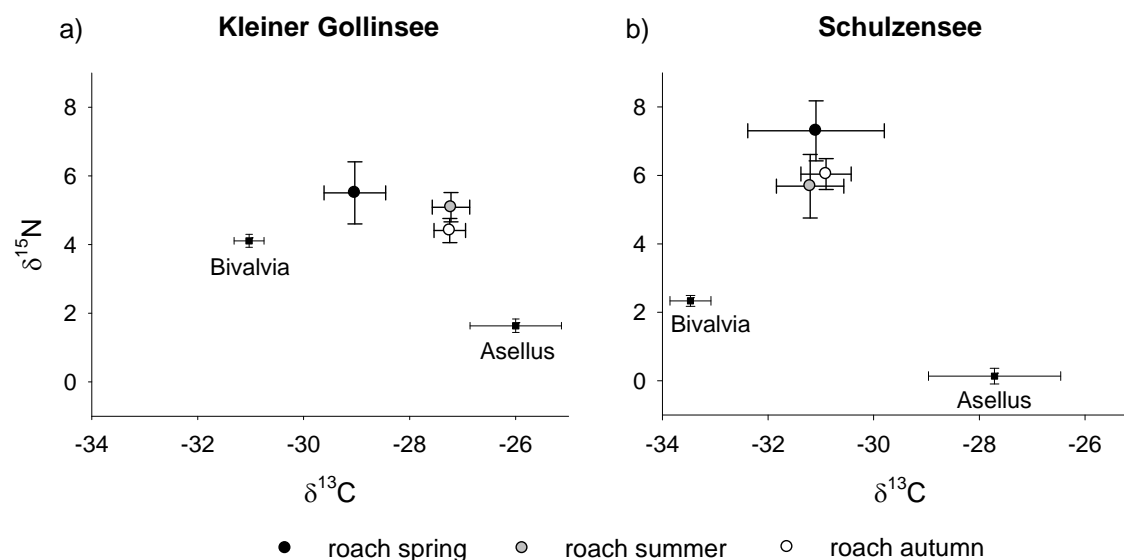 a) Kleiner Gollinsee
b) Schulzensee
δ15N
8
6
4
2
0
Bivalvia
Asellus
-34 -32 -30 -28 -26
δ13C
8
6
4
2
0
Bivalvia
Asellus
-34 -32 -30 -28 -26
δ13C
roach spring roach summer roach autumn